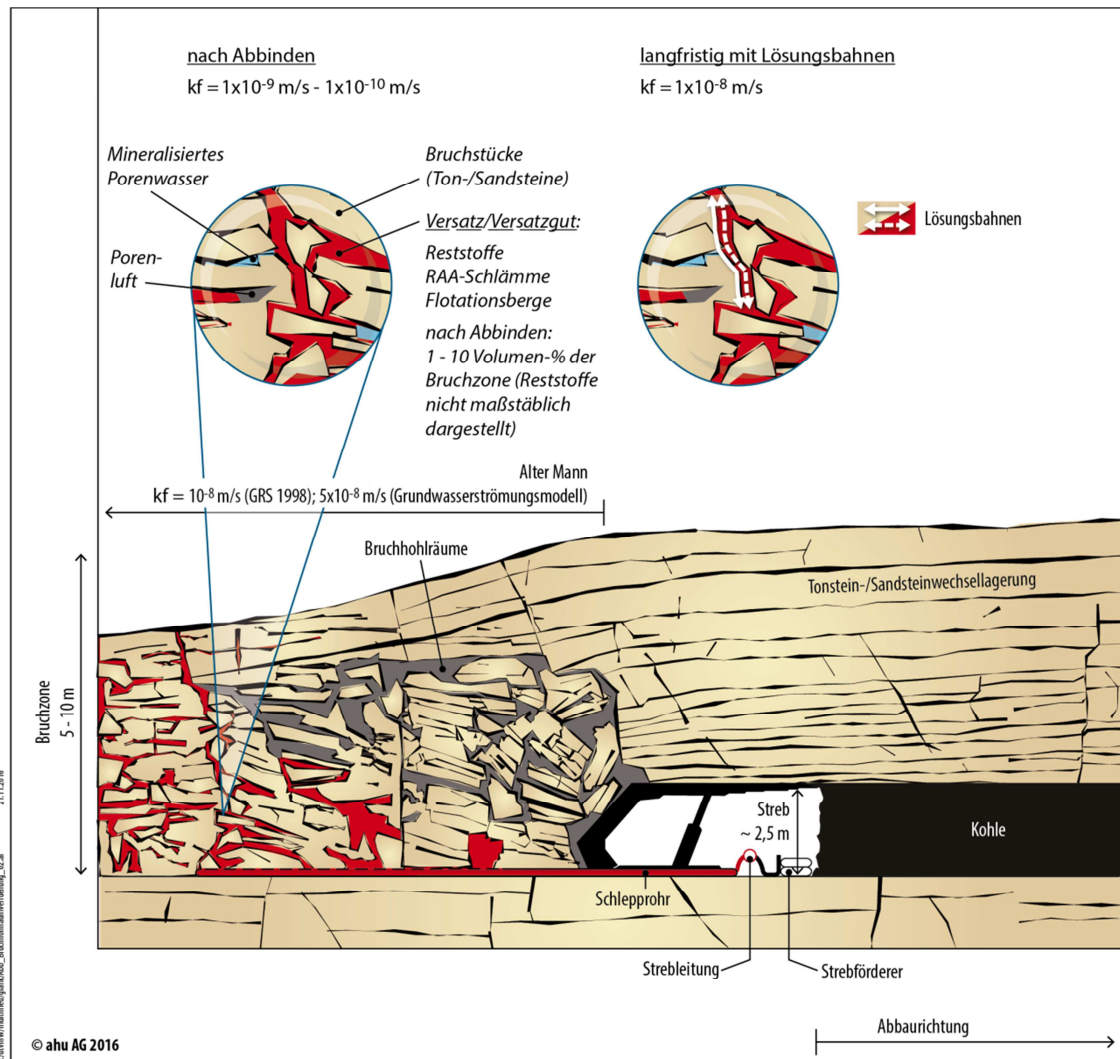 nach Abbinden
kf = 1x10-9 m/s - 1x10-10 m/s
langfristig mit Lösungsbahnen
kf = 1x10-8 m/s
Mineralisiertes
Porenwasser
Poren-
luft
Bruchstücke
(Ton-/Sandsteine)
Versatz/Versatzgut:
Reststoffe
RAA-Schlämme
Flotationsberge
nach Abbinden:
1 - 10 Volumen-% der
Bruchzone (Reststoffe
nicht maßstäblich
dargestellt)
Lösungsbahnen
Alter Mann
kf = 10-8 m/s (GRS 1998); 5x10-8 m/s (Grundwasserströmungsmodell)
Bruchhohlräume
Tonstein-/Sandsteinwechsellagerung
Bruchzone
5 - 10 m
Streb
~ 2,5 m
Kohle
Schlepprohr
Strebleitung
Strebförderer
Abbaurichtung
© ahu AG 2016